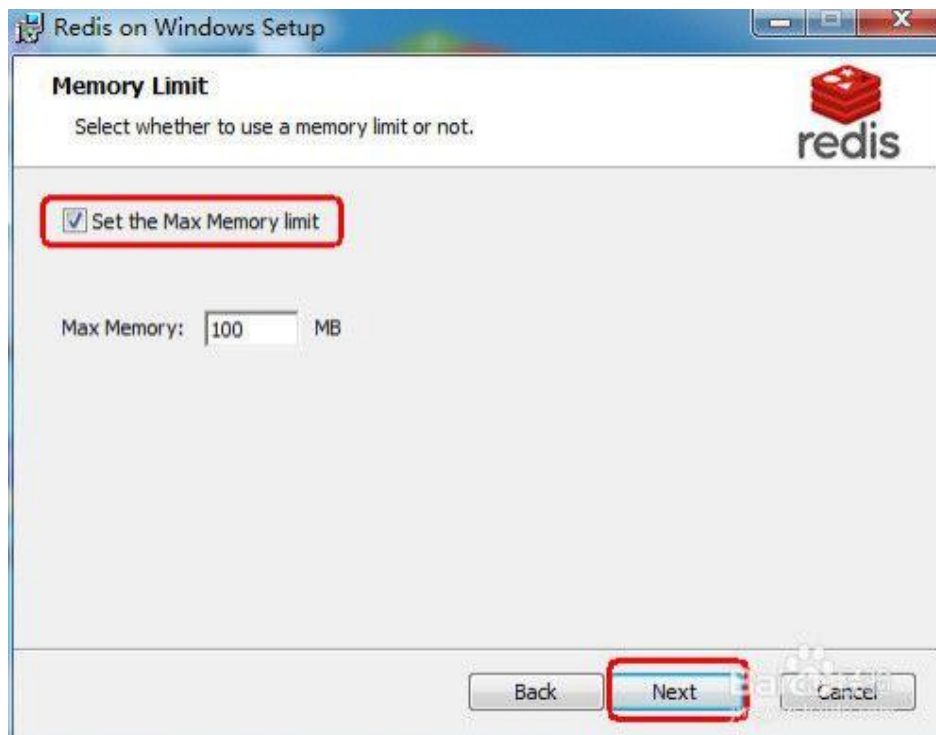 Redis on Windows Setup
Memory Limit
Select whether to use a memory limit or not.
redis
Set the Max Memory limit
Max Memory: 100 MB
Back Next Cancel